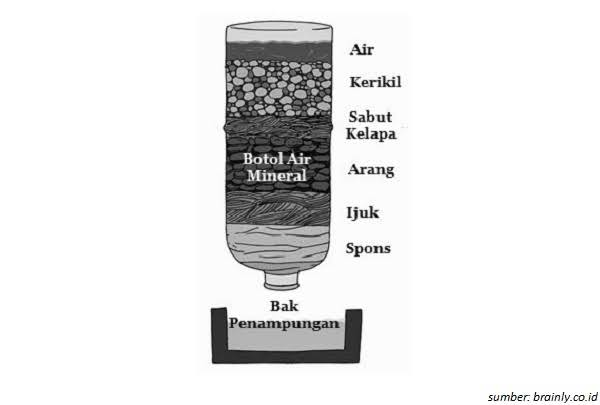 Air
Kerikil
Sabut
Kelapa
Botol Air
Mineral
Arang
Ijuk
Spons
Bak
Penampungan
sumber: brainly.co.id